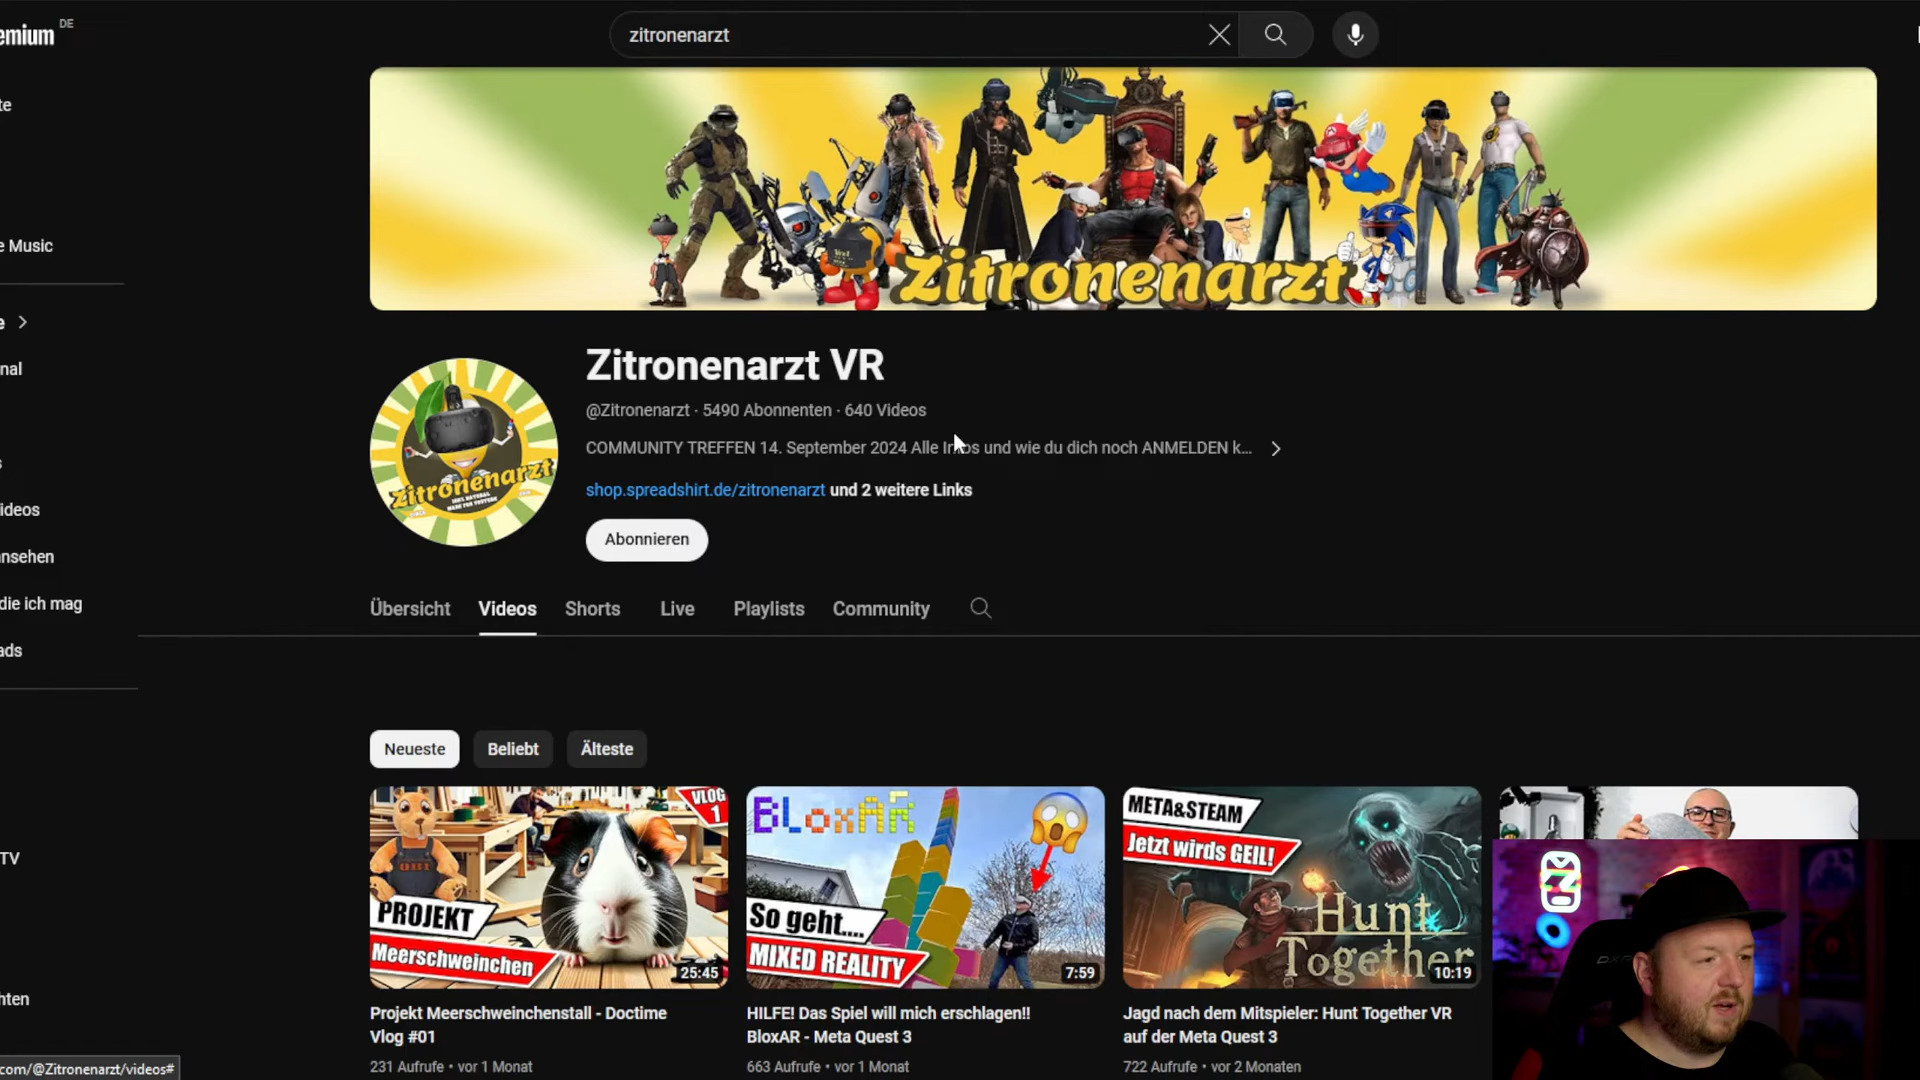 emium DE
zitronenarzt
te
e Music
e
nal
s
ideos
nsehen
die ich mag
ads
TV
hten
com/@Zitronenarzt/videos#
Zitronenarzt
Zitronenarzt
Zitronenarzt VR
@Zitronenarzt · 5490 Abonnenten · 640 Videos
COMMUNITY TREFFEN 14. September 2024 Alle Infos und wie du dich noch ANMELDEN k...
shop.spreadshirt.de/zitronenarzt und 2 weitere Links
Abonnieren
Übersicht Videos Shorts Live Playlists Community
Neueste Beliebt Älteste
VLOG
1
PROJEKT
Meerschweinchen
25:45
BLoxAR
So geht....
MIXED REALITY
7:59
META&STEAM
Jetzt wirds GEIL!
Hunt
Together
10:19
Projekt Meerschweinchenstall - Doctime
Vlog #01
231 Aufrufe · vor 1 Monat
HILFE! Das Spiel will mich erschlagen!!
BloxAR - Meta Quest 3
663 Aufrufe · vor 1 Monat
Jagd nach dem Mitspieler: Hunt Together VR
auf der Meta Quest 3
722 Aufrufe · vor 2 Monaten